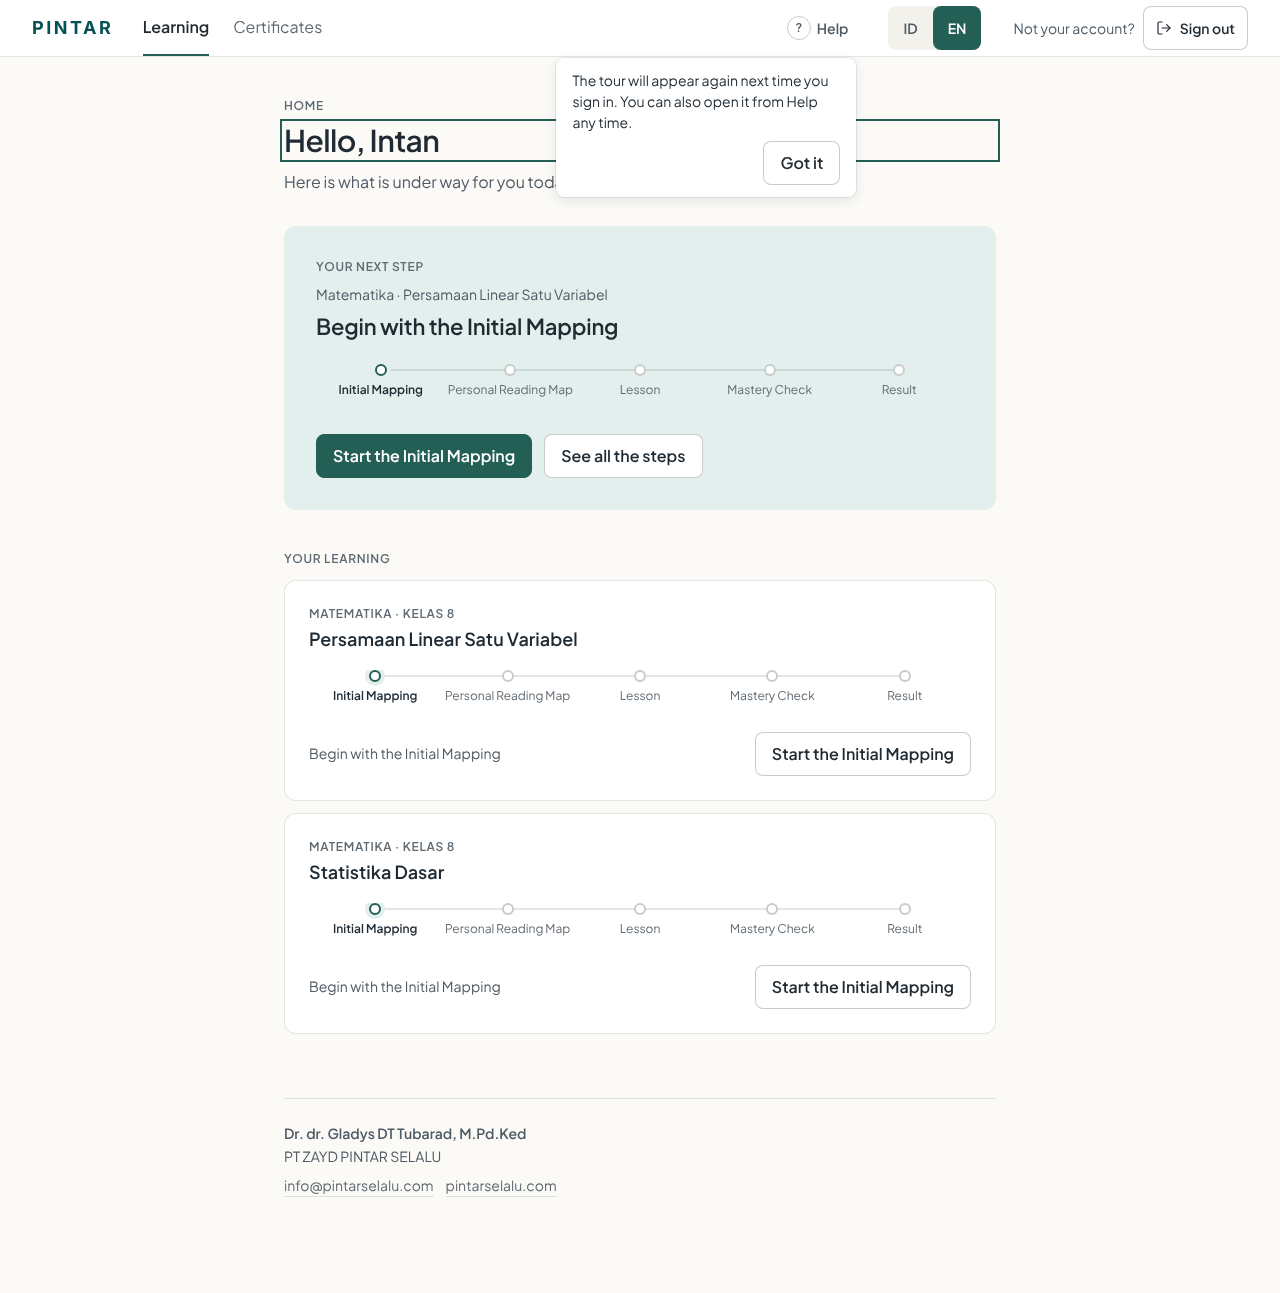 PINTAR
Learning
Certificates
? Help
ID
EN
Not your account?
Sign out
The tour will appear again next time you
sign in. You can also open it from Help
any time.
Got it
HOME
Hello, Intan
Here is what is under way for you
YOUR NEXT STEP
Matematika · Persamaan Linear Satu Variabel
Begin with the Initial Mapping
Initial Mapping
Personal Reading Map
Lesson
Mastery Check
Result
Start the Initial Mapping
See all the steps
YOUR LEARNING
MATEMATIKA · KELAS 8
Persamaan Linear Satu Variabel
Initial Mapping
Personal Reading Map
Lesson
Mastery Check
Result
Begin with the Initial Mapping
Start the Initial Mapping
MATEMATIKA · KELAS 8
Statistika Dasar
Initial Mapping
Personal Reading Map
Lesson
Mastery Check
Result
Begin with the Initial Mapping
Start the Initial Mapping
Dr. dr. Gladys DT Tubarad, M.Pd.Ked
PT ZAYD PINTAR SELALU
info@pintarselalu.com
pintarselalu.com